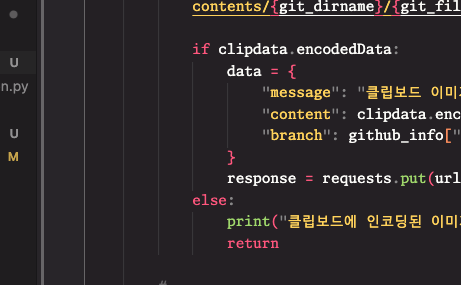 contents/{git_dirname}/{git_fil
U
n.py
if clipdata.encodedData:
data = {
"message": "클립보드 이미
"content": clipdata.enc
U
"branch": github_info["
M
}
response = requests.put(url
else:
print("클립보드에 인코딩된 이미
return
#